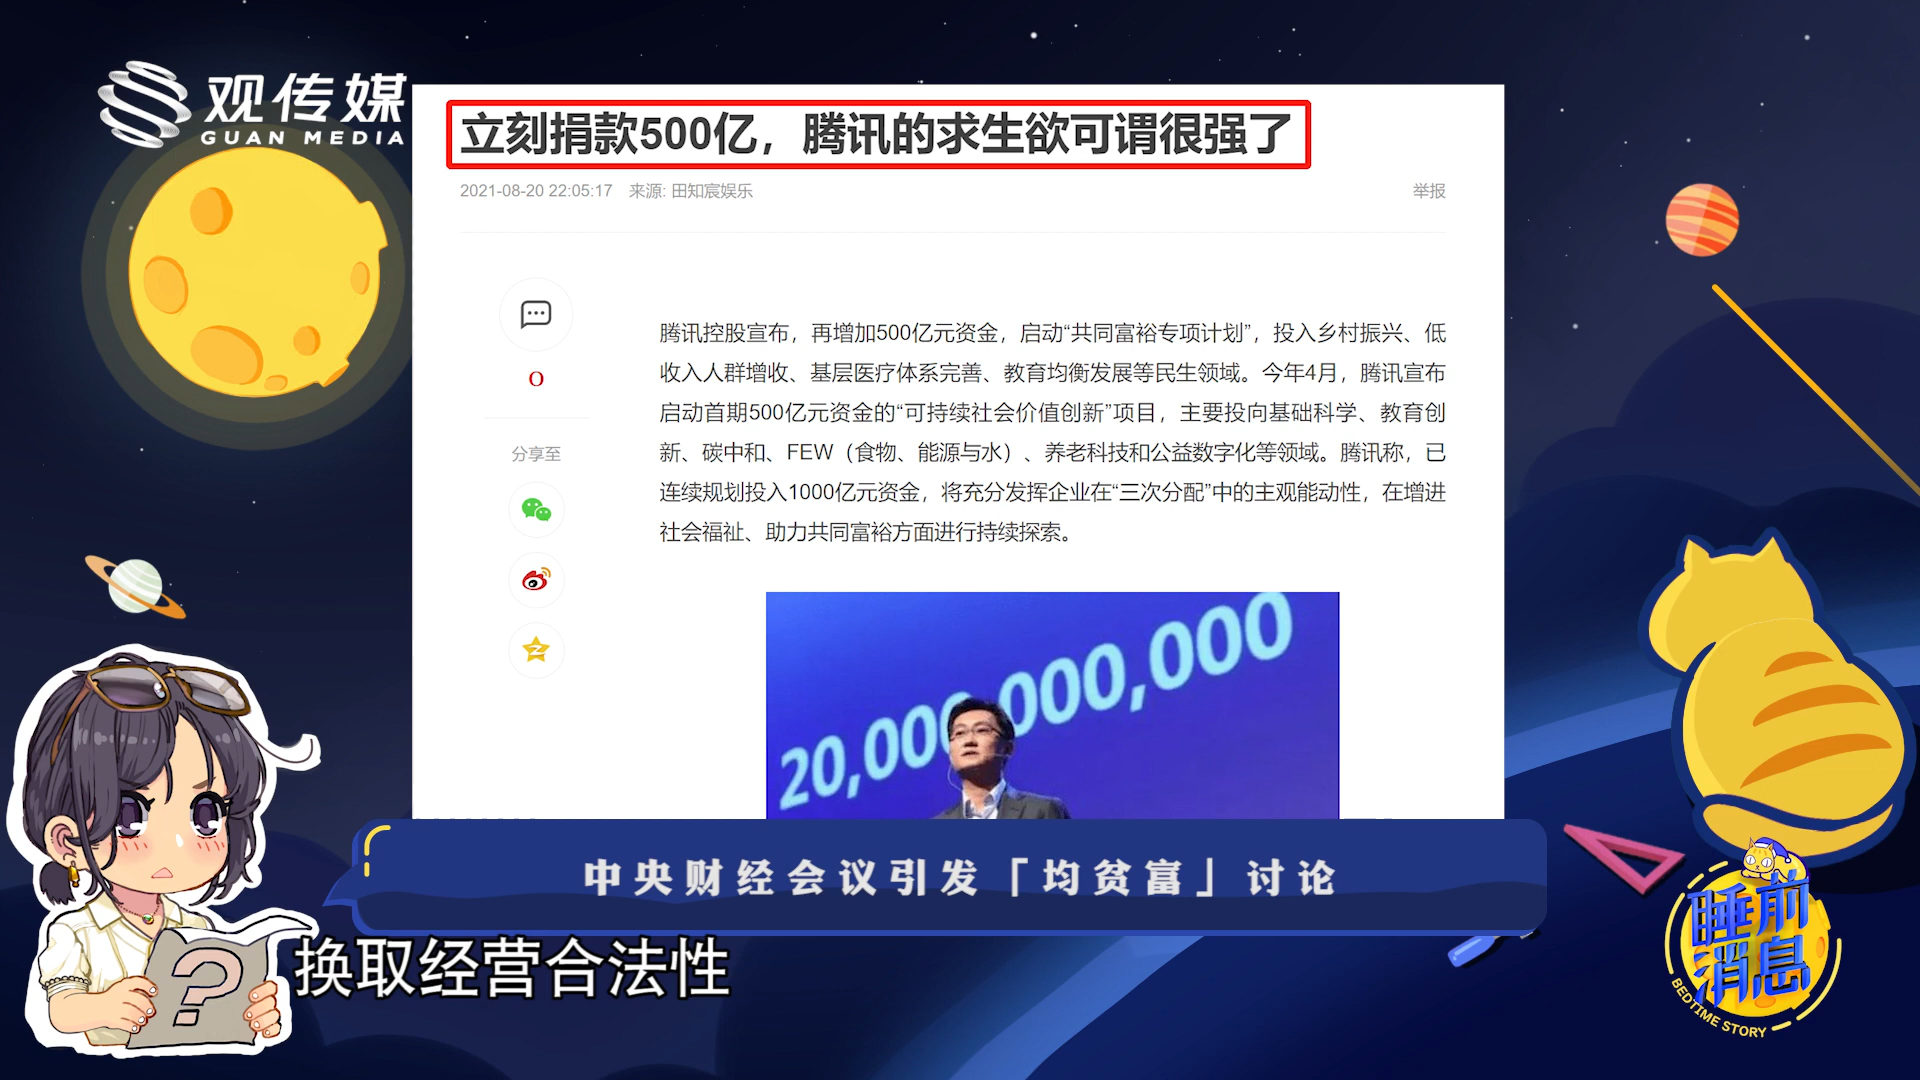 观传媒
GUAN MEDIA
立刻捐款500亿，腾讯的求生欲可谓很强了
2021-08-20 22:05:17 来源: 田知宸娱乐
举报
0
分享至
腾讯控股宣布，再增加500亿元资金，启动“共同富裕专项计划”，投入乡村振兴、低
收入人群增收、基层医疗体系完善、教育均衡发展等民生领域。今年4月，腾讯宣布
启动首期500亿元资金的“可持续社会价值创新”项目，主要投向基础科学、教育创
新、碳中和、FEW（食物、能源与水）、养老科技和公益数字化等领域。腾讯称，已
连续规划投入1000亿元资金，将充分发挥企业在“三次分配”中的主观能动性，在增进
社会福祉、助力共同富裕方面进行持续探索。
20,000,000,000
中央财经会议引发「均贫富」讨论
换取经营合法性
?
睡前
消息
BEDTIME STORY